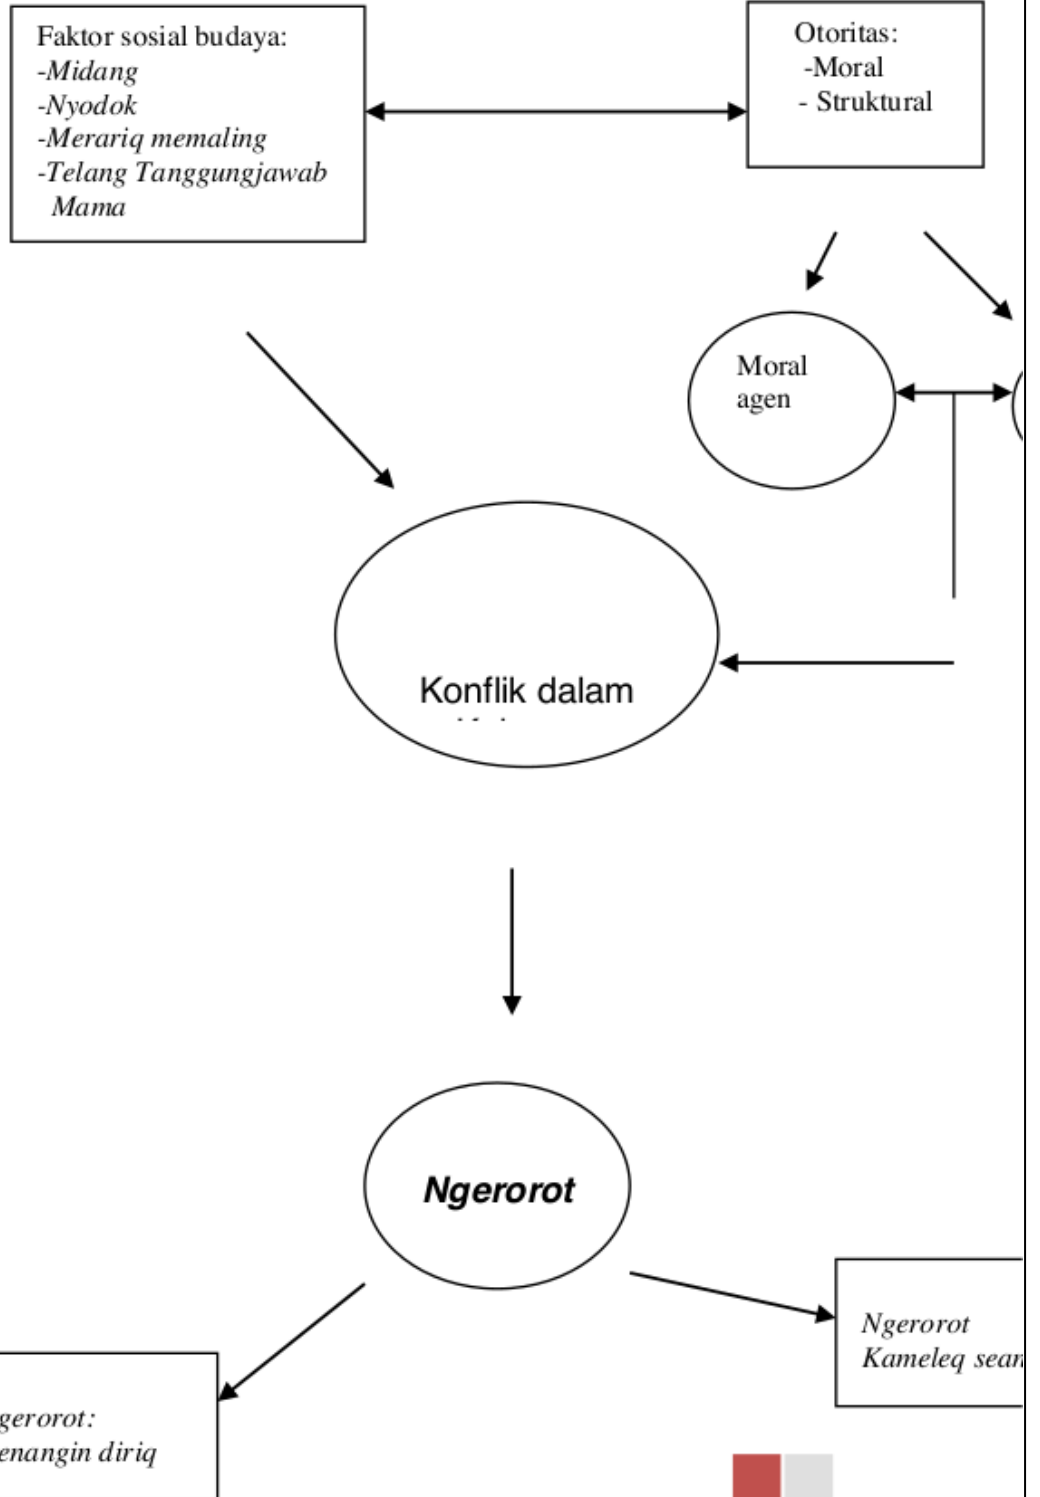 Faktor sosial budaya:
-Midang
-Nyodok
-Merariq memaling
-Telang Tanggungjawab
Mama
Otoritas:
-Moral
- Struktural
Moral
agen
Konflik dalam
Ngerorot
Ngerorot
Kameleq
gerorot:
enangin diriq